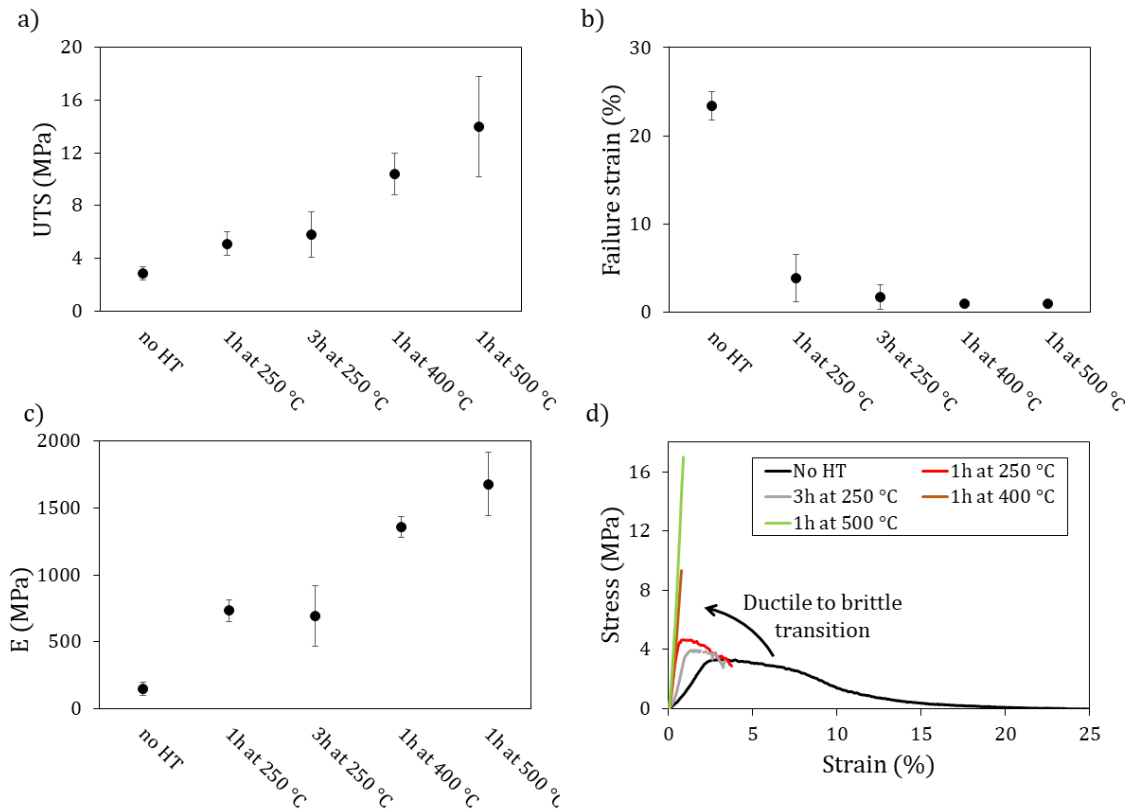 a)
20
16
12
8
4
0
UTS (MPa)
no HT
1h at 250 °C
3h at 250 °C
1h at 400 °C
1h at 500 °C
b)
30
20
10
0
Failure strain (%)
no HT
1h at 250 °C
3h at 250 °C
1h at 400 °C
1h at 500 °C
c)
2000
1500
1000
500
0
E (MPa)
no HT
1h at 250 °C
3h at 250 °C
1h at 400 °C
1h at 500 °C
d)
16
12
8
4
0
Stress (MPa)
No HT
1h at 250 °C
3h at 250 °C
1h at 400 °C
1h at 500 °C
Ductile to brittle
transition
0
5
10
15
20
25
Strain (%)